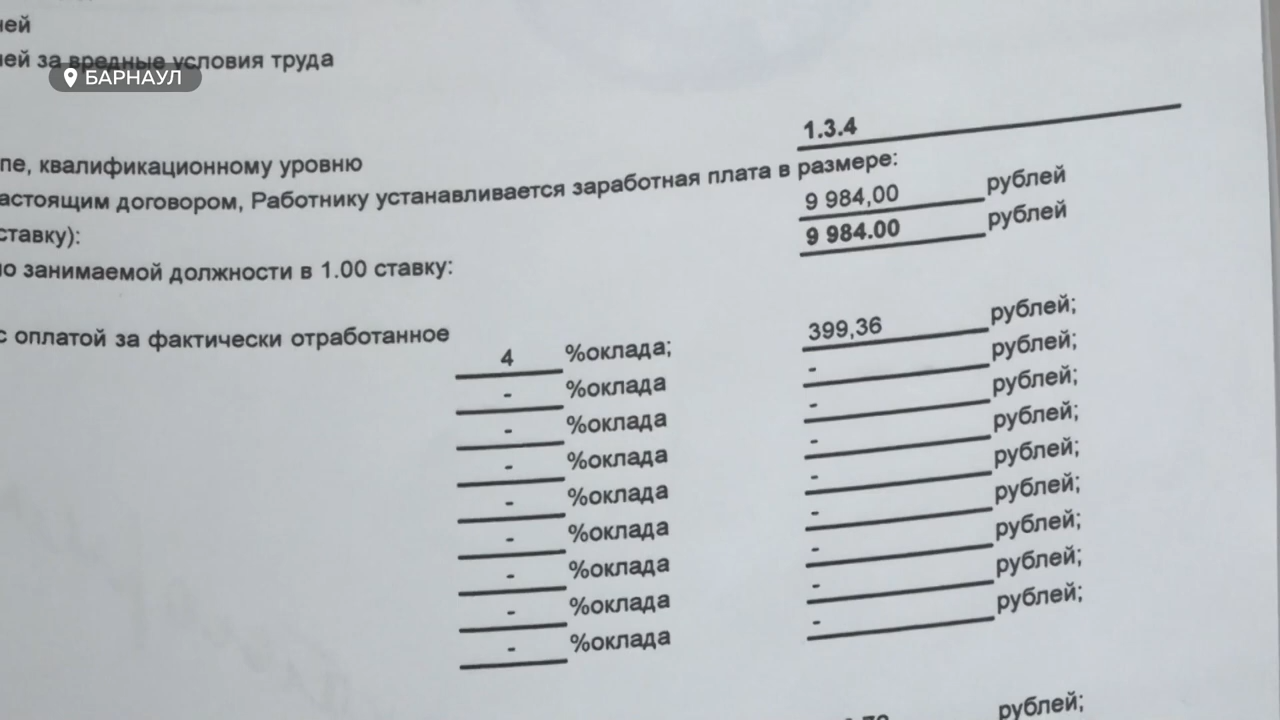 ней
ней за вредные условия труда
БАРНАУЛ
1.3.4
пе, квалификационному уровню
астоящим договором, Работнику устанавливается заработная плата в размере:
9 984,00 рублей
ставку):
9 984.00 рублей
о занимаемой должности в 1.00 ставку:
с оплатой за фактически отработанное
4 %оклада; 399,36 рублей;
- %оклада - рублей;
- %оклада - рублей;
- %оклада - рублей;
- %оклада - рублей;
- %оклада - рублей;
- %оклада - рублей;
- %оклада - рублей;
- %оклада - рублей;
рублей;